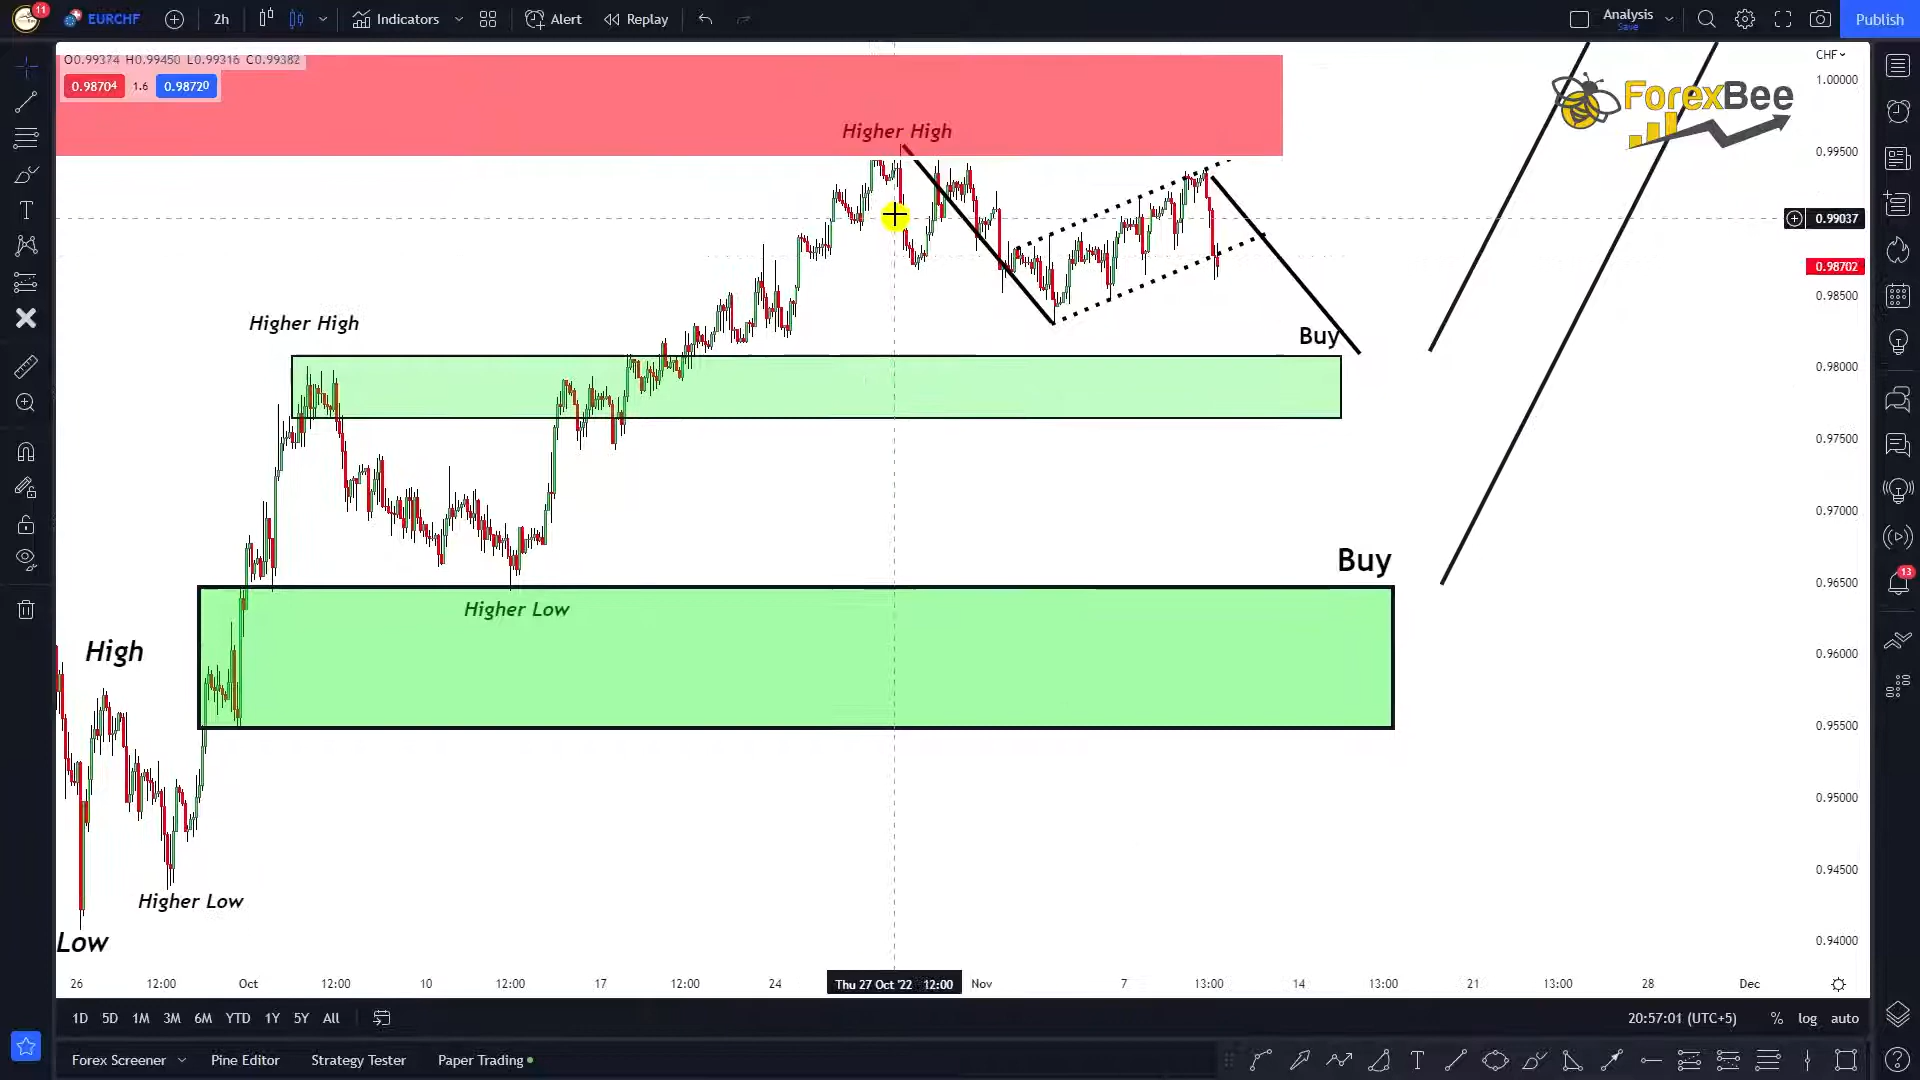 11
EURCHF
2h
Indicators
Alert
Replay
Analysis
Save
Publish
O0.99374 H0.99450 L0.99316 C0.99382
0.98704 1.6 0.98720
CHF
1.00000
ForexBee
Higher High
0.99500
0.99037
0.98702
0.98500
Higher High
Buy
0.98000
0.97500
0.97000
Buy
0.96500
13
Higher Low
High
0.96000
0.95500
0.95000
0.94500
Higher Low
Low
0.94000
26 12:00 Oct 12:00 10 12:00 17 12:00 24 Thu 27 Oct '22 12:00 Nov 7 13:00 14 13:00 21 13:00 28 Dec
1D 5D 1M 3M 6M YTD 1Y 5Y All
20:57:01 (UTC+5) % log auto
Forex Screener Pine Editor Strategy Tester Paper Trading